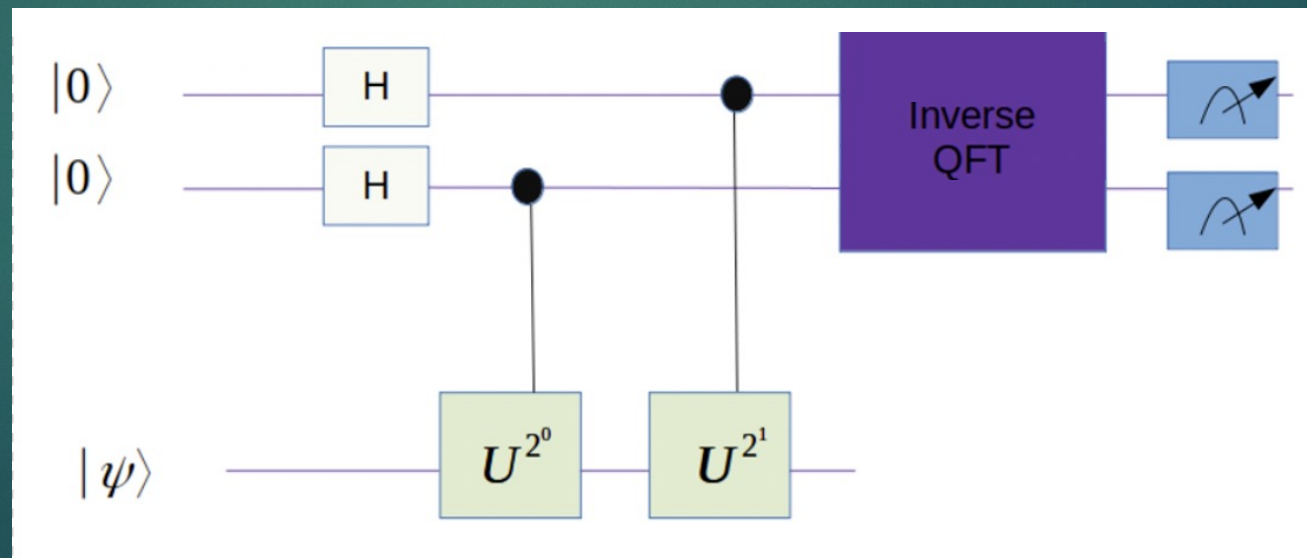 |0⟩ H
Inverse
QFT
|0⟩ H
|ψ⟩ U^{2^0} U^{2^1}